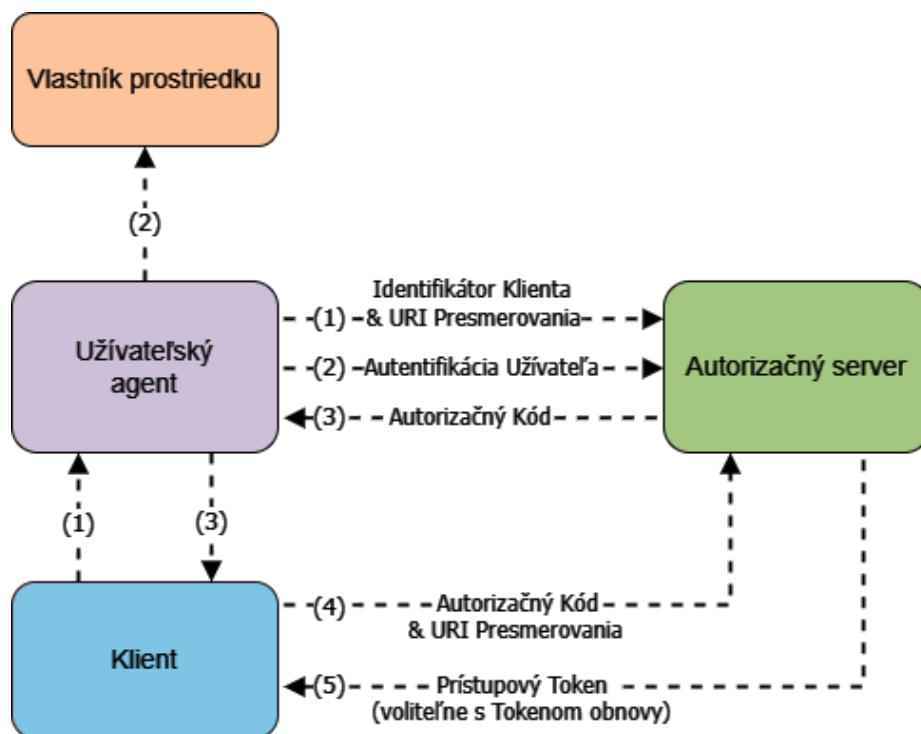 Vlastník prostriedku
(2)
Identifikátor Klienta
(1) & URI Presmerovania
Užívateľský
agent
(2) Autentifikácia Užívateľa
Autorizačný server
(3) Autorizačný Kód
(1)
(3)
(4) Autorizačný Kód
& URI Presmerovania
Klient
(5) Prístupový Token
(voliteľne s Tokenom obnovy)